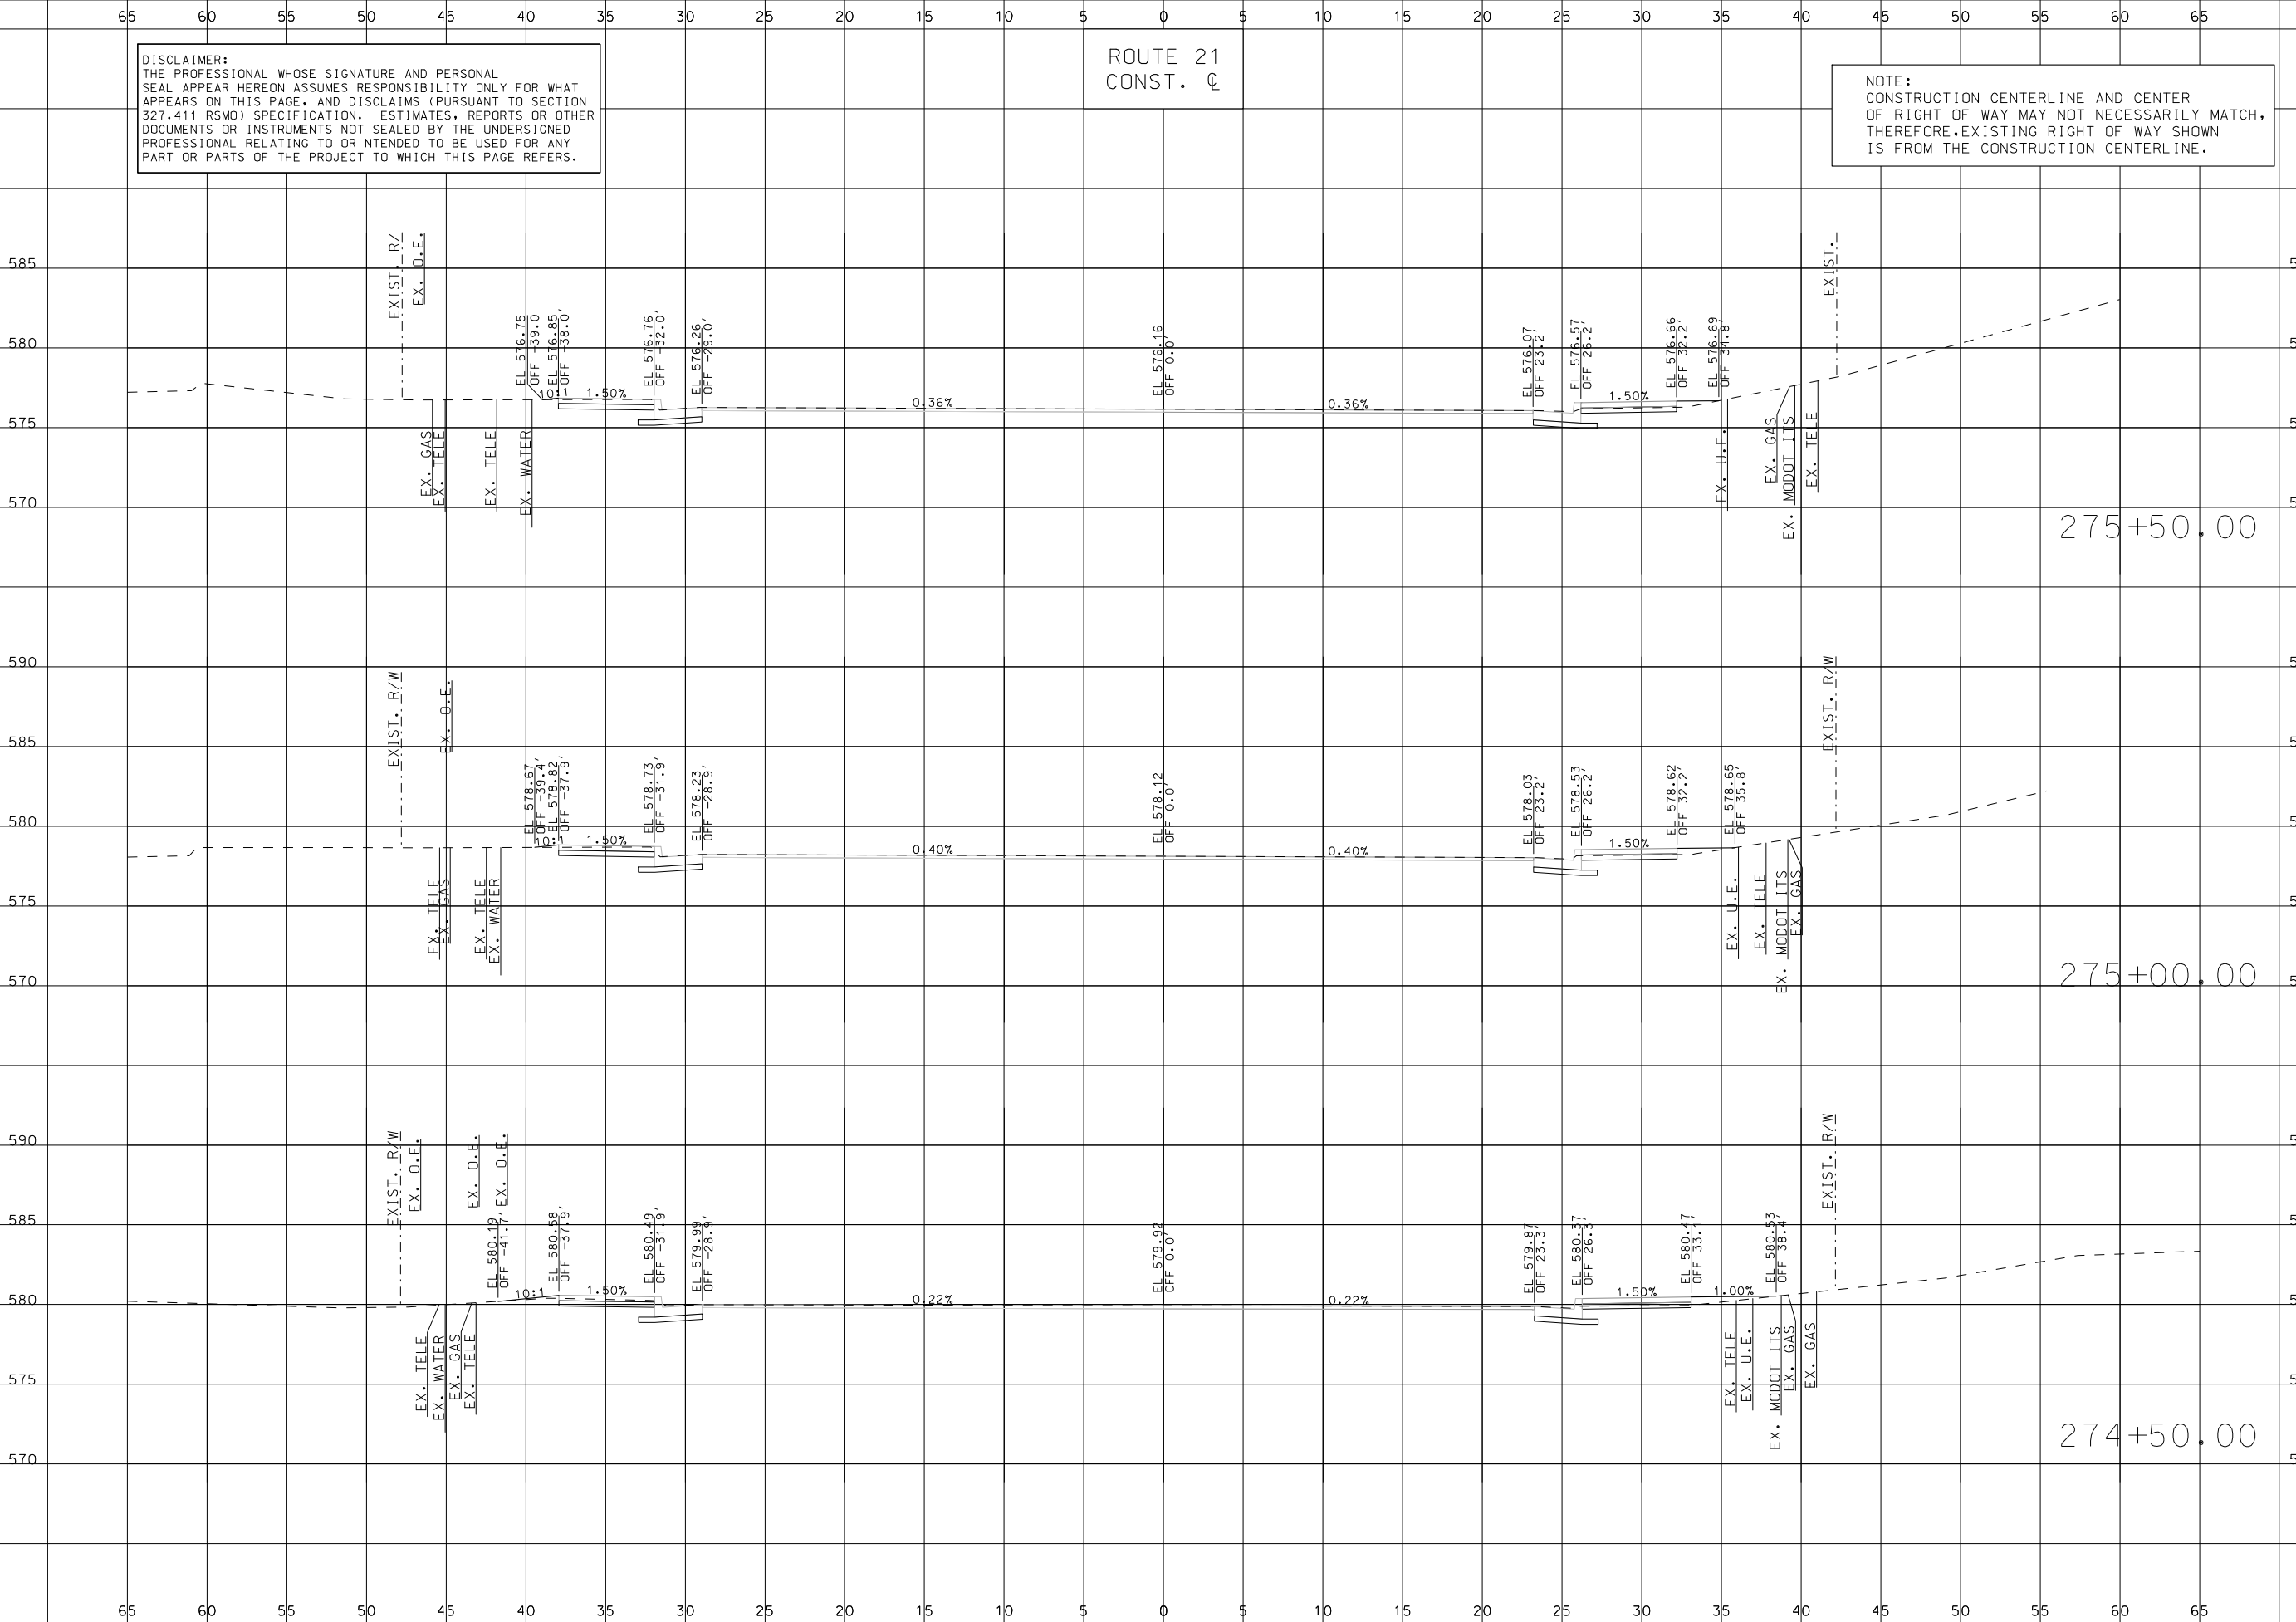 65 60 55 50 45 40 35 30 25 20 15 10 5 0 5 10 15 20 25 30 35 40 45 50 55 60 65
DISCLAIMER:
THE PROFESSIONAL WHOSE SIGNATURE AND PERSONAL
SEAL APPEAR HEREON ASSUMES RESPONSIBILITY ONLY FOR WHAT
APPEARS ON THIS PAGE, AND DISCLAIMS (PURSUANT TO SECTION
327.411 RSMO) SPECIFICATION. ESTIMATES, REPORTS OR OTHER
DOCUMENTS OR INSTRUMENTS NOT SEALED BY THE UNDERSIGNED
PROFESSIONAL RELATING TO OR NTENDED TO BE USED FOR ANY
PART OR PARTS OF THE PROJECT TO WHICH THIS PAGE REFERS.
ROUTE 21
CONST. ℄
NOTE:
CONSTRUCTION CENTERLINE AND CENTER
OF RIGHT OF WAY MAY NOT NECESSARILY MATCH,
THEREFORE,EXISTING RIGHT OF WAY SHOWN
IS FROM THE CONSTRUCTION CENTERLINE.
585
580
575
570
EXIST. R/
EX. O.E.
EL 576.75
OFF -39.0
EL 576.85
OFF -38.0'
EL 576.76
OFF -32.0'
EL 576.26
OFF -29.0'
EL 576.16
OFF 0.0'
EL 576.07
OFF 23.2'
EL 576.57
OFF 26.2'
EL 576.66
OFF 32.2'
EL 576.69
OFF 34.8'
EXIST.
10:1
1.50%
0.36%
0.36%
1.50%
EX. GAS
EX. TELE
EX. TELE
EX. WATER
EX. U.E.
EX. GAS
EX. MODOT ITS
EX. TELE
275+50.00
590
585
580
575
570
EXIST. R/W
EX. O.E.
EL 578.67
OFF -39.4'
EL 578.82
OFF -37.9'
EL 578.73
OFF -31.9'
EL 578.23
OFF -28.9'
EL 578.12
OFF 0.0'
EL 578.03
OFF 23.2'
EL 578.53
OFF 26.2'
EL 578.62
OFF 32.2'
EL 578.65
OFF 35.8'
EXIST. R/W
10:1
1.50%
0.40%
0.40%
1.50%
EX. TELE
EX. GAS
EX. TELE
EX. WATER
EX. U.E.
EX. TELE
EX. MODOT ITS
EX. GAS
275+00.00
590
585
580
575
570
EXIST. R/W
EX. O.E.
EX. O.E.
EX. O.E.
EL 580.19
OFF -41.7'
EL 580.58
OFF -37.9'
EL 580.49
OFF -31.9'
EL 579.99
OFF -28.9'
EL 579.92
OFF 0.0'
EL 579.87
OFF 23.3'
EL 580.37
OFF 26.3'
EL 580.47
OFF 33.1'
EL 580.53
OFF 38.4'
EXIST. R/W
10:1
1.50%
0.22%
0.22%
1.50%
1.00%
EX. TELE
EX. WATER
EX. GAS
EX. TELE
EX. TELE
EX. U.E.
EX. MODOT ITS
EX. GAS
EX. GAS
274+50.00
65 60 55 50 45 40 35 30 25 20 15 10 5 0 5 10 15 20 25 30 35 40 45 50 55 60 65